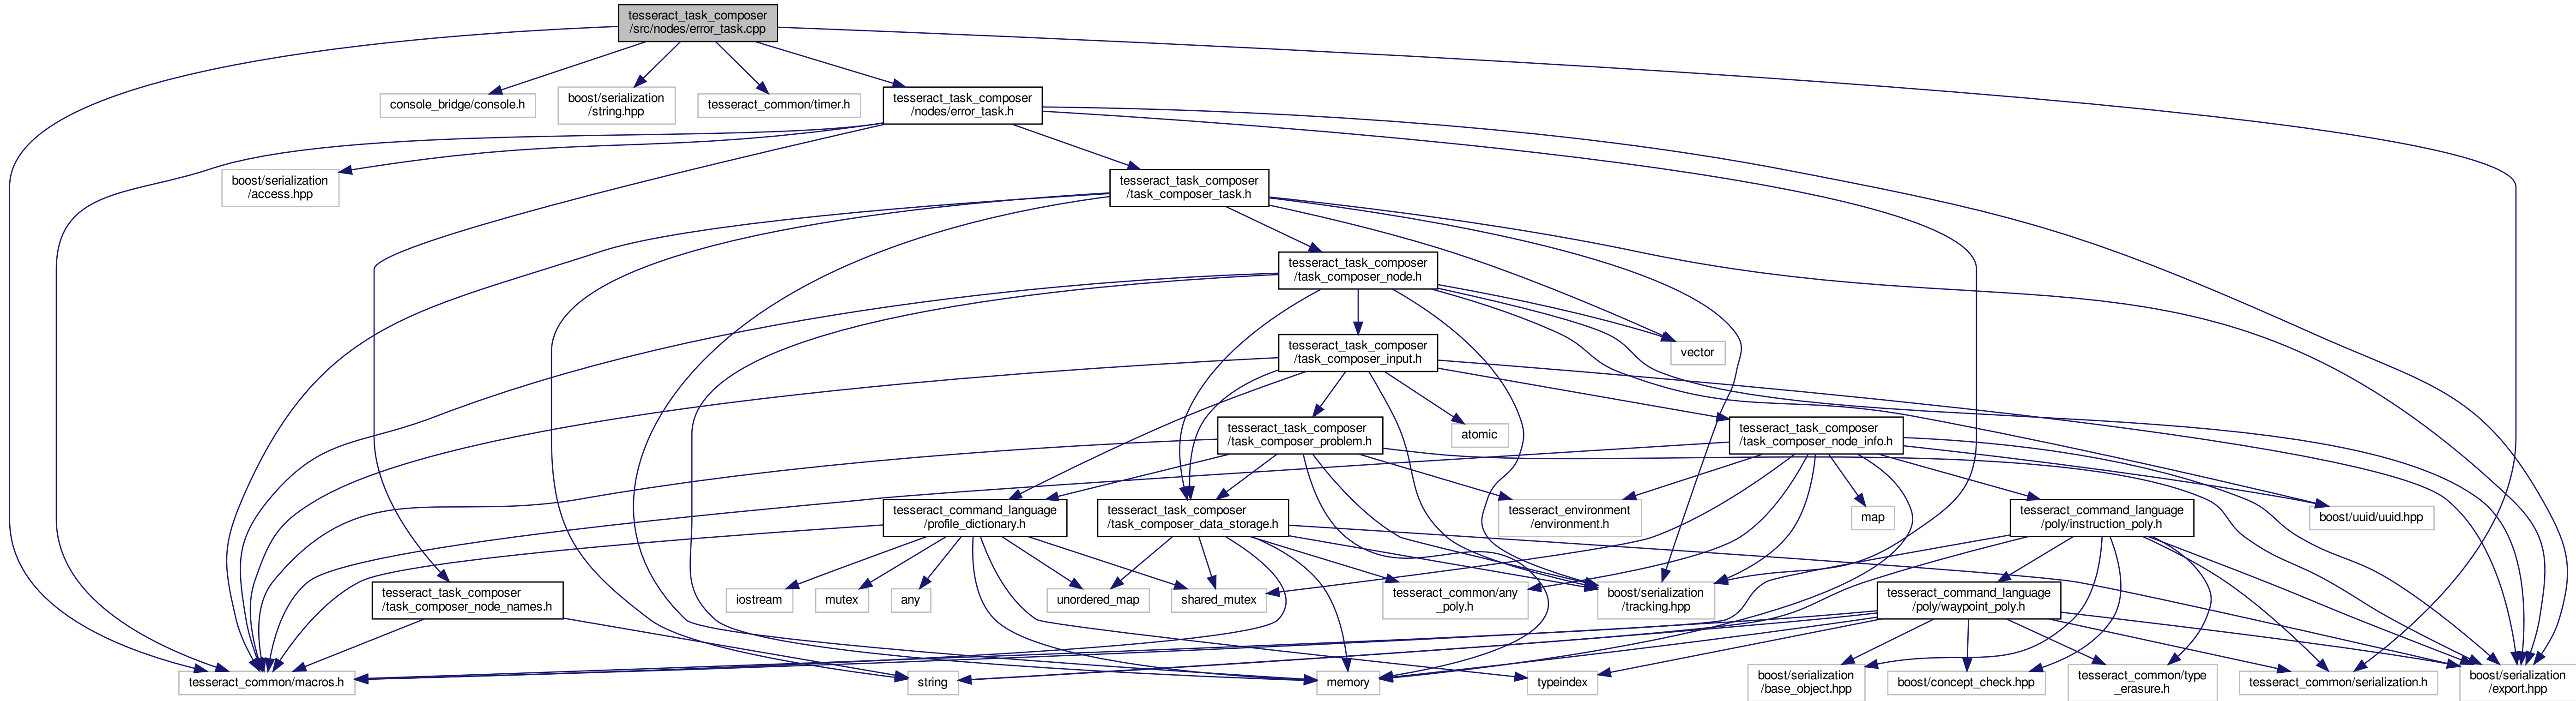 tesseract_task_composer
/src/nodes/error_task.cpp
console_bridge/console.h
boost/serialization
/string.hpp
tesseract_common/timer.h
tesseract_task_composer
/nodes/error_task.h
boost/serialization
/access.hpp
tesseract_task_composer
/task_composer_task.h
tesseract_task_composer
/task_composer_node.h
tesseract_task_composer
/task_composer_input.h
vector
tesseract_task_composer
/task_composer_problem.h
atomic
tesseract_task_composer
/task_composer_node_info.h
tesseract_command_language
/profile_dictionary.h
tesseract_task_composer
/task_composer_data_storage.h
tesseract_environment
/environment.h
map
tesseract_command_language
/poly/instruction_poly.h
boost/uuid/uuid.hpp
tesseract_task_composer
/task_composer_node_names.h
iostream
mutex
any
unordered_map
shared_mutex
tesseract_common/any
_poly.h
boost/serialization
/tracking.hpp
tesseract_command_language
/poly/waypoint_poly.h
tesseract_common/macros.h
string
memory
typeindex
boost/serialization
/base_object.hpp
boost/concept_check.hpp
tesseract_common/type
_erasure.h
tesseract_common/serialization.h
boost/serialization
/export.hpp